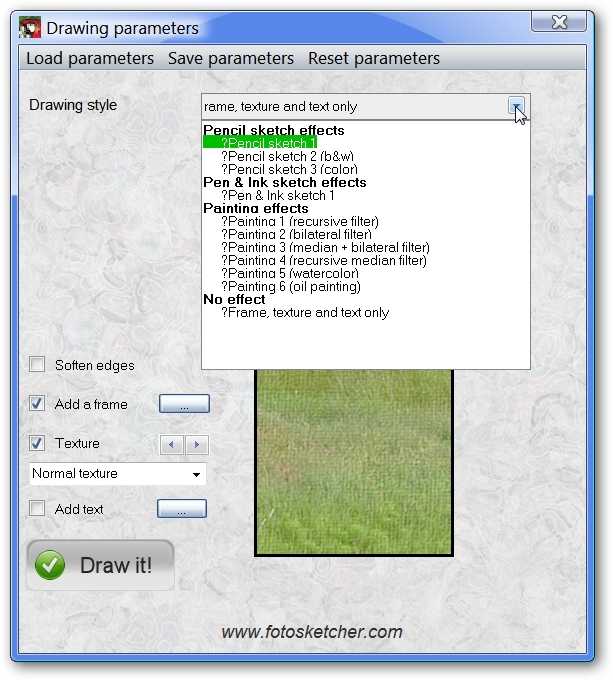 Drawing parameters
Load parameters Save parameters Reset parameters
Drawing style
rame, texture and text only
Pencil sketch effects
?Pencil sketch 1
?Pencil sketch 2 (b&w)
?Pencil sketch 3 (color)
Pen & Ink sketch effects
?Pen & Ink sketch 1
Painting effects
?Painting 1 (recursive filter)
?Painting 2 (bilateral filter)
?Painting 3 (median + bilateral filter)
?Painting 4 (recursive median filter)
?Painting 5 (watercolor)
?Painting 6 (oil painting)
No effect
?Frame, texture and text only
Soften edges
Add a frame ...
Texture
Normal texture
Add text ...
Draw it!
www.fotosketcher.com